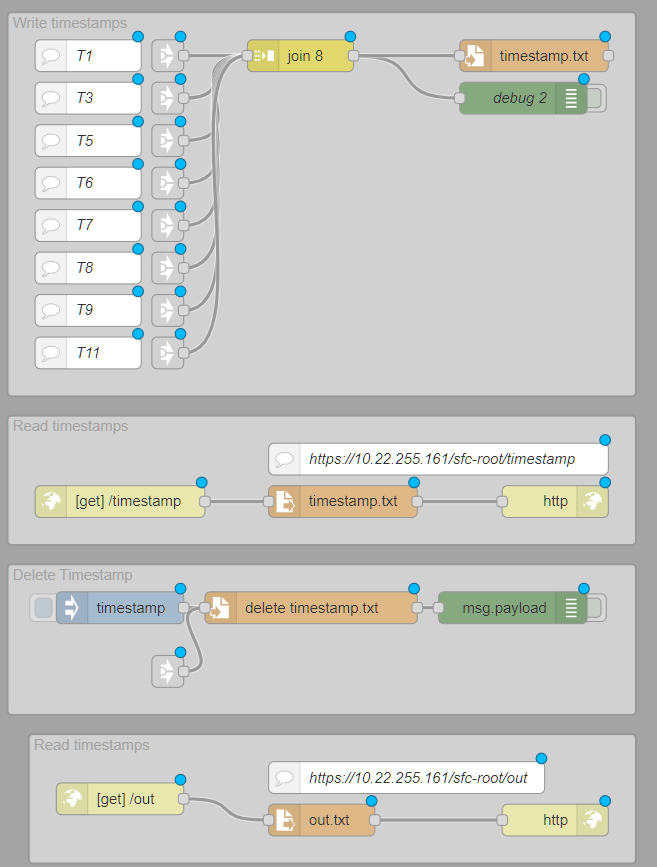 Write timestamps
T1
join 8
timestamp.txt
T3
debug 2
T5
T6
T7
T8
T9
T11
Read timestamps
https://10.22.255.161/sfc-root/timestamp
[get] /timestamp
timestamp.txt
http
Delete Timestamp
timestamp
delete timestamp.txt
msg.payload
Read timestamps
https://10.22.255.161/sfc-root/out
[get] /out
out.txt
http